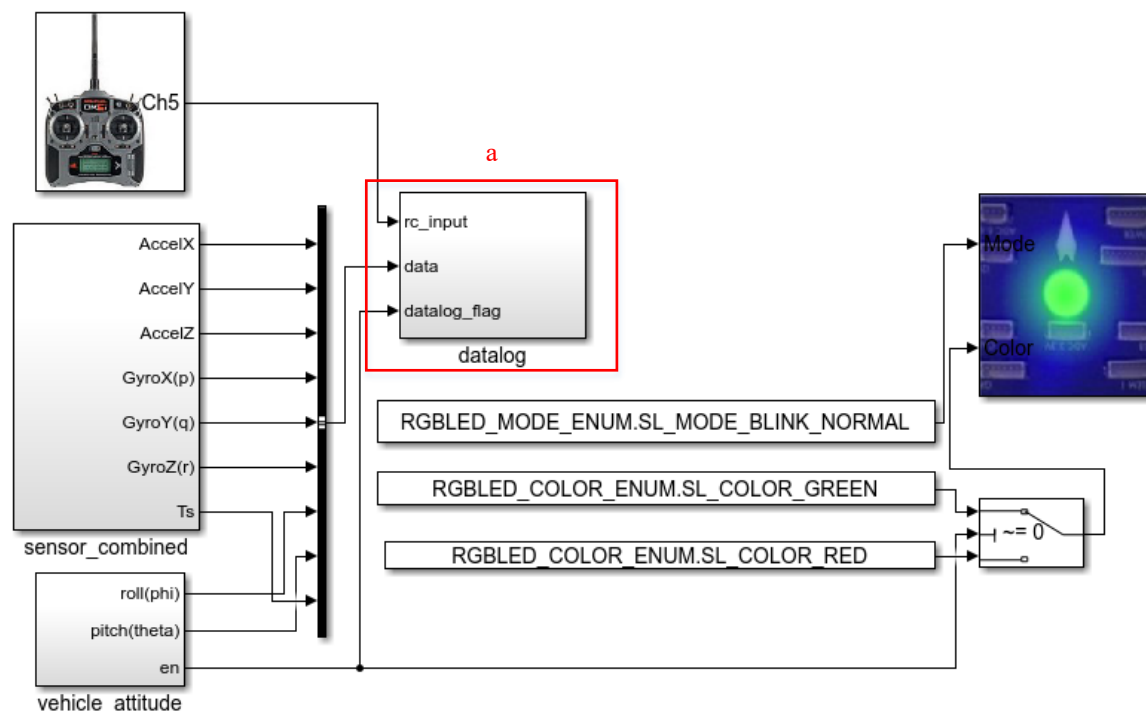 Ch5
a
rc_input
data
datalog_flag
datalog
AccelX
AccelY
AccelZ
GyroX(p)
GyroY(q)
GyroZ(r)
Ts
sensor_combined
roll(phi)
pitch(theta)
en
vehicle_attitude
RGBLED_MODE_ENUM.SL_MODE_BLINK_NORMAL
RGBLED_COLOR_ENUM.SL_COLOR_GREEN
RGBLED_COLOR_ENUM.SL_COLOR_RED
~= 0
Mode
Color